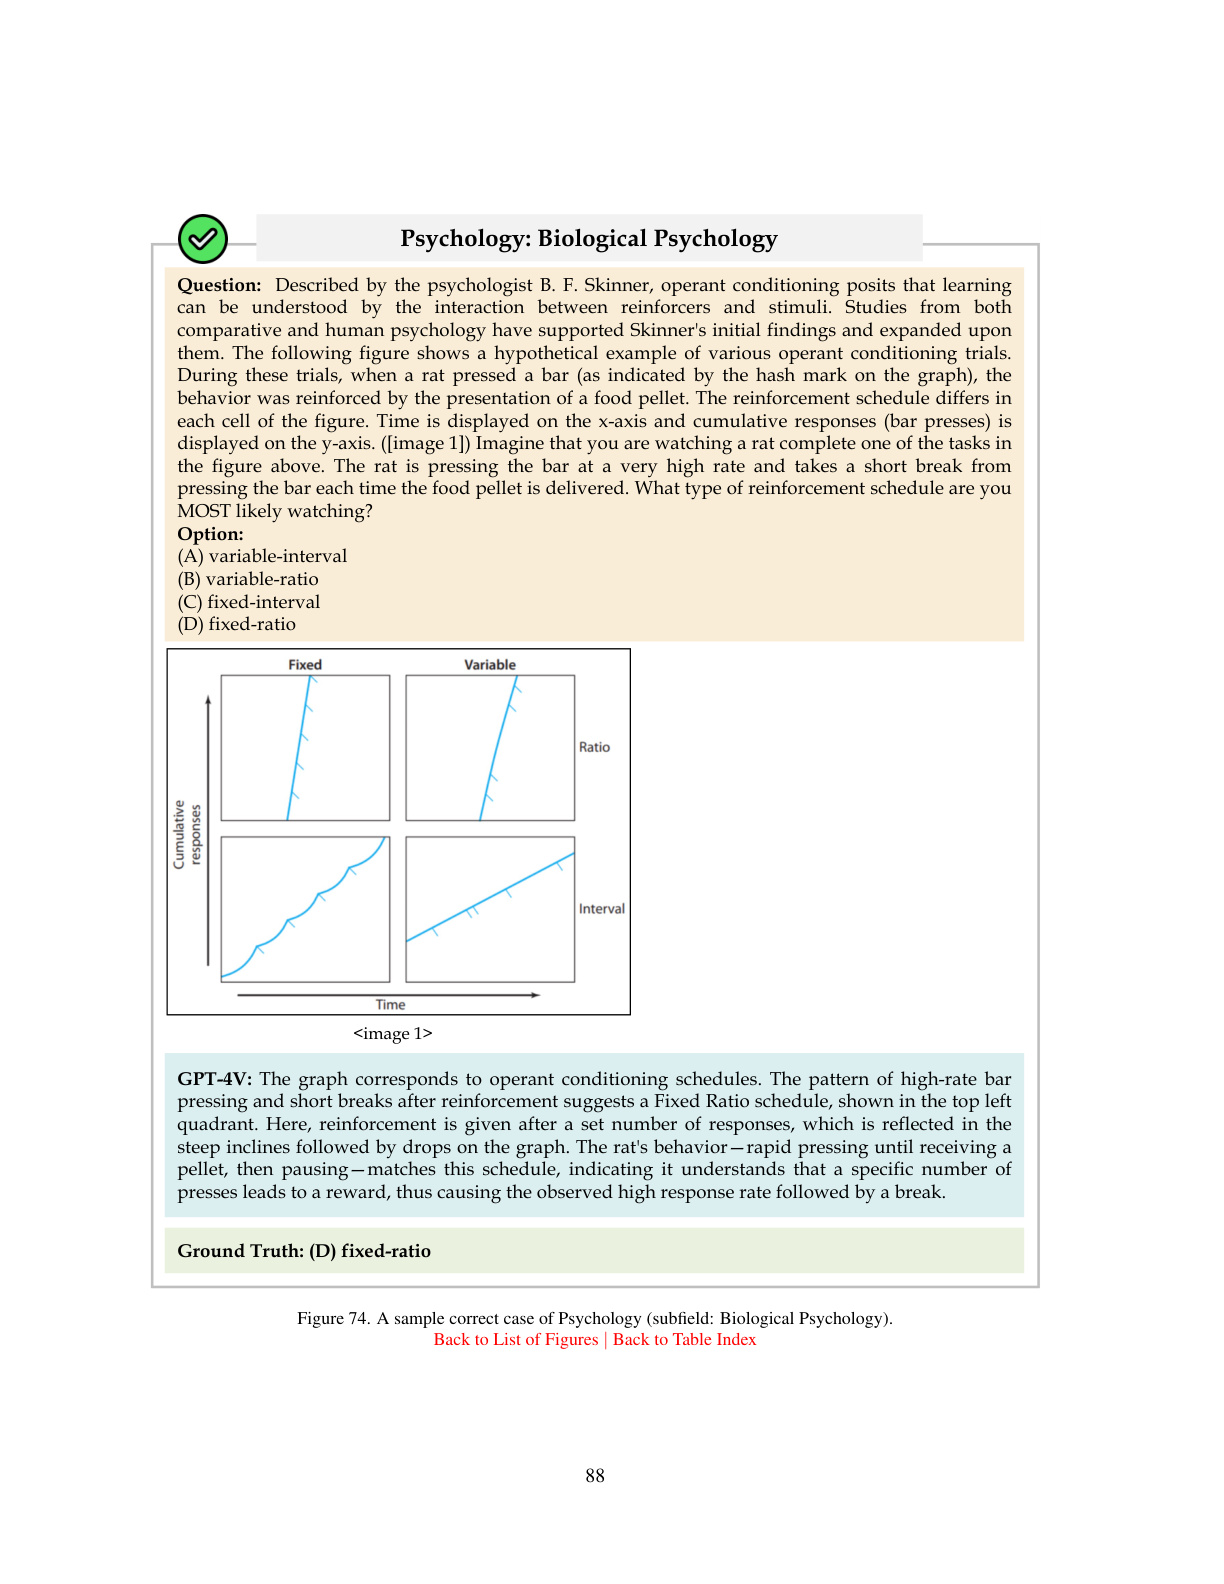 Psychology: Biological Psychology
Question: Described by the psychologist B. F. Skinner, operant conditioning posits that learning
can be understood by the interaction between reinforcers and stimuli. Studies from both
comparative and human psychology have supported Skinner's initial findings and expanded upon
them. The following figure shows a hypothetical example of various operant conditioning trials.
During these trials, when a rat pressed a bar (as indicated by the hash mark on the graph), the
behavior was reinforced by the presentation of a food pellet. The reinforcement schedule differs in
each cell of the figure. Time is displayed on the x-axis and cumulative responses (bar presses) is
displayed on the y-axis. ([image 1]) Imagine that you are watching a rat complete one of the tasks in
the figure above. The rat is pressing the bar at a very high rate and takes a short break from
pressing the bar each time the food pellet is delivered. What type of reinforcement schedule are you
MOST likely watching?
Option:
(A) variable-interval
(B) variable-ratio
(C) fixed-interval
(D) fixed-ratio
Fixed
Variable
Ratio
Cumulative
responses
Interval
Time
<image 1>
GPT-4V: The graph corresponds to operant conditioning schedules. The pattern of high-rate bar
pressing and short breaks after reinforcement suggests a Fixed Ratio schedule, shown in the top left
quadrant. Here, reinforcement is given after a set number of responses, which is reflected in the
steep inclines followed by drops on the graph. The rat's behavior—rapid pressing until receiving a
pellet, then pausing—matches this schedule, indicating it understands that a specific number of
presses leads to a reward, thus causing the observed high response rate followed by a break.
Ground Truth: (D) fixed-ratio
Figure 74. A sample correct case of Psychology (subfield: Biological Psychology).
Back to List of Figures | Back to Table Index
88